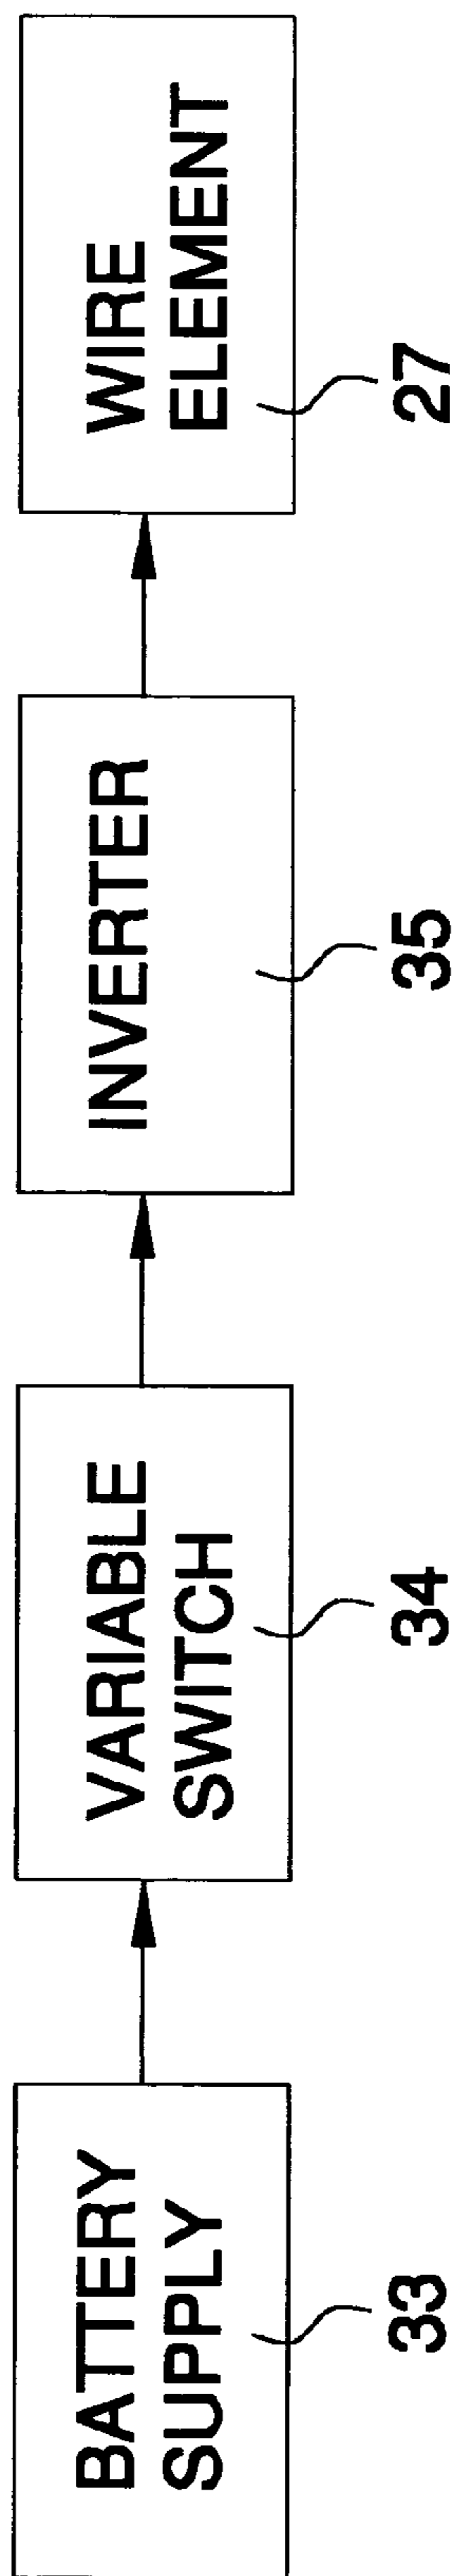 BATTERY
SUPPLY
33
VARIABLE
SWITCH
34
INVERTER
35
WIRE
ELEMENT
27